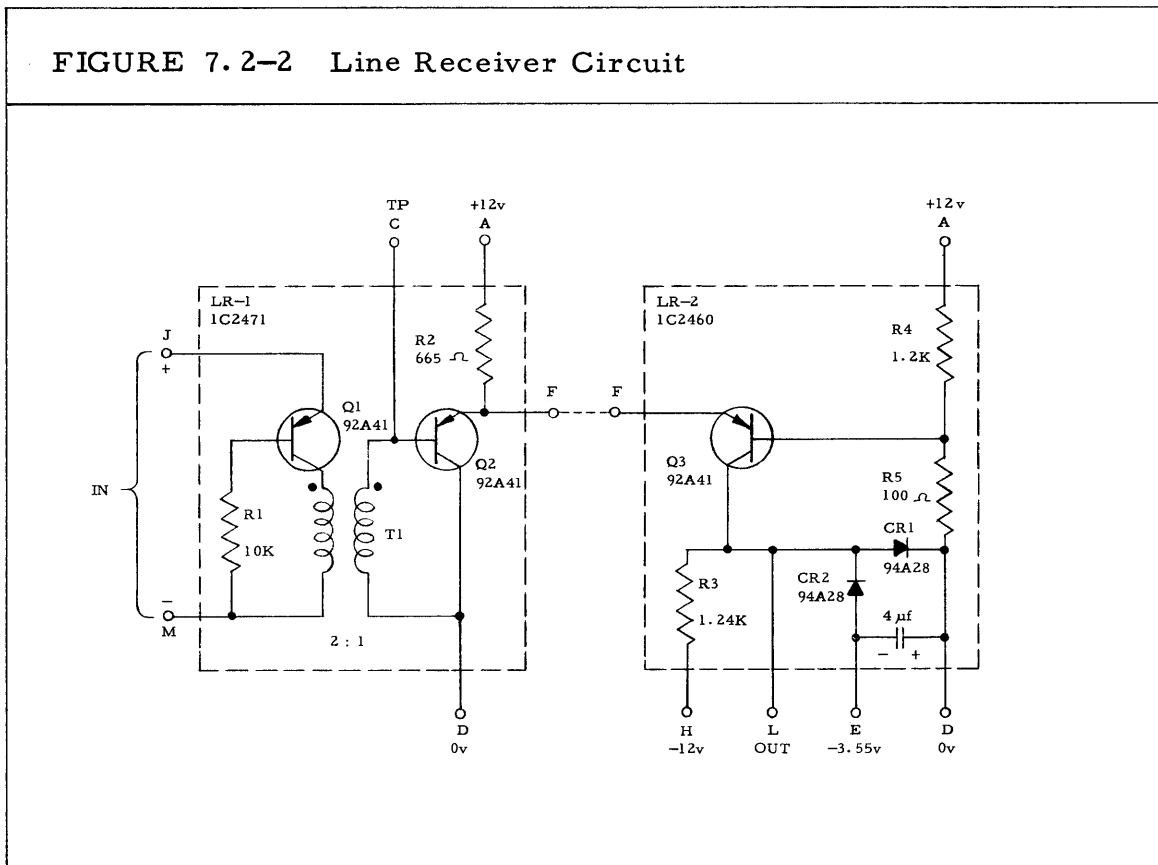 FIGURE 7.2-2 Line Receiver Circuit
TP
C
+12v
A
+12v
A
LR-1
1C2471
LR-2
1C2460
J
+
R2
665 Ω
R4
1.2K
F
F
Q1
92A41
Q2
92A41
Q3
92A41
R5
100 Ω
IN
R1
10K
T1
CR1
94A28
CR2
94A28
R3
1.24K
4 μf
- +
−
M
2 : 1
D
0v
H
-12v
L
OUT
E
-3.55v
D
0v